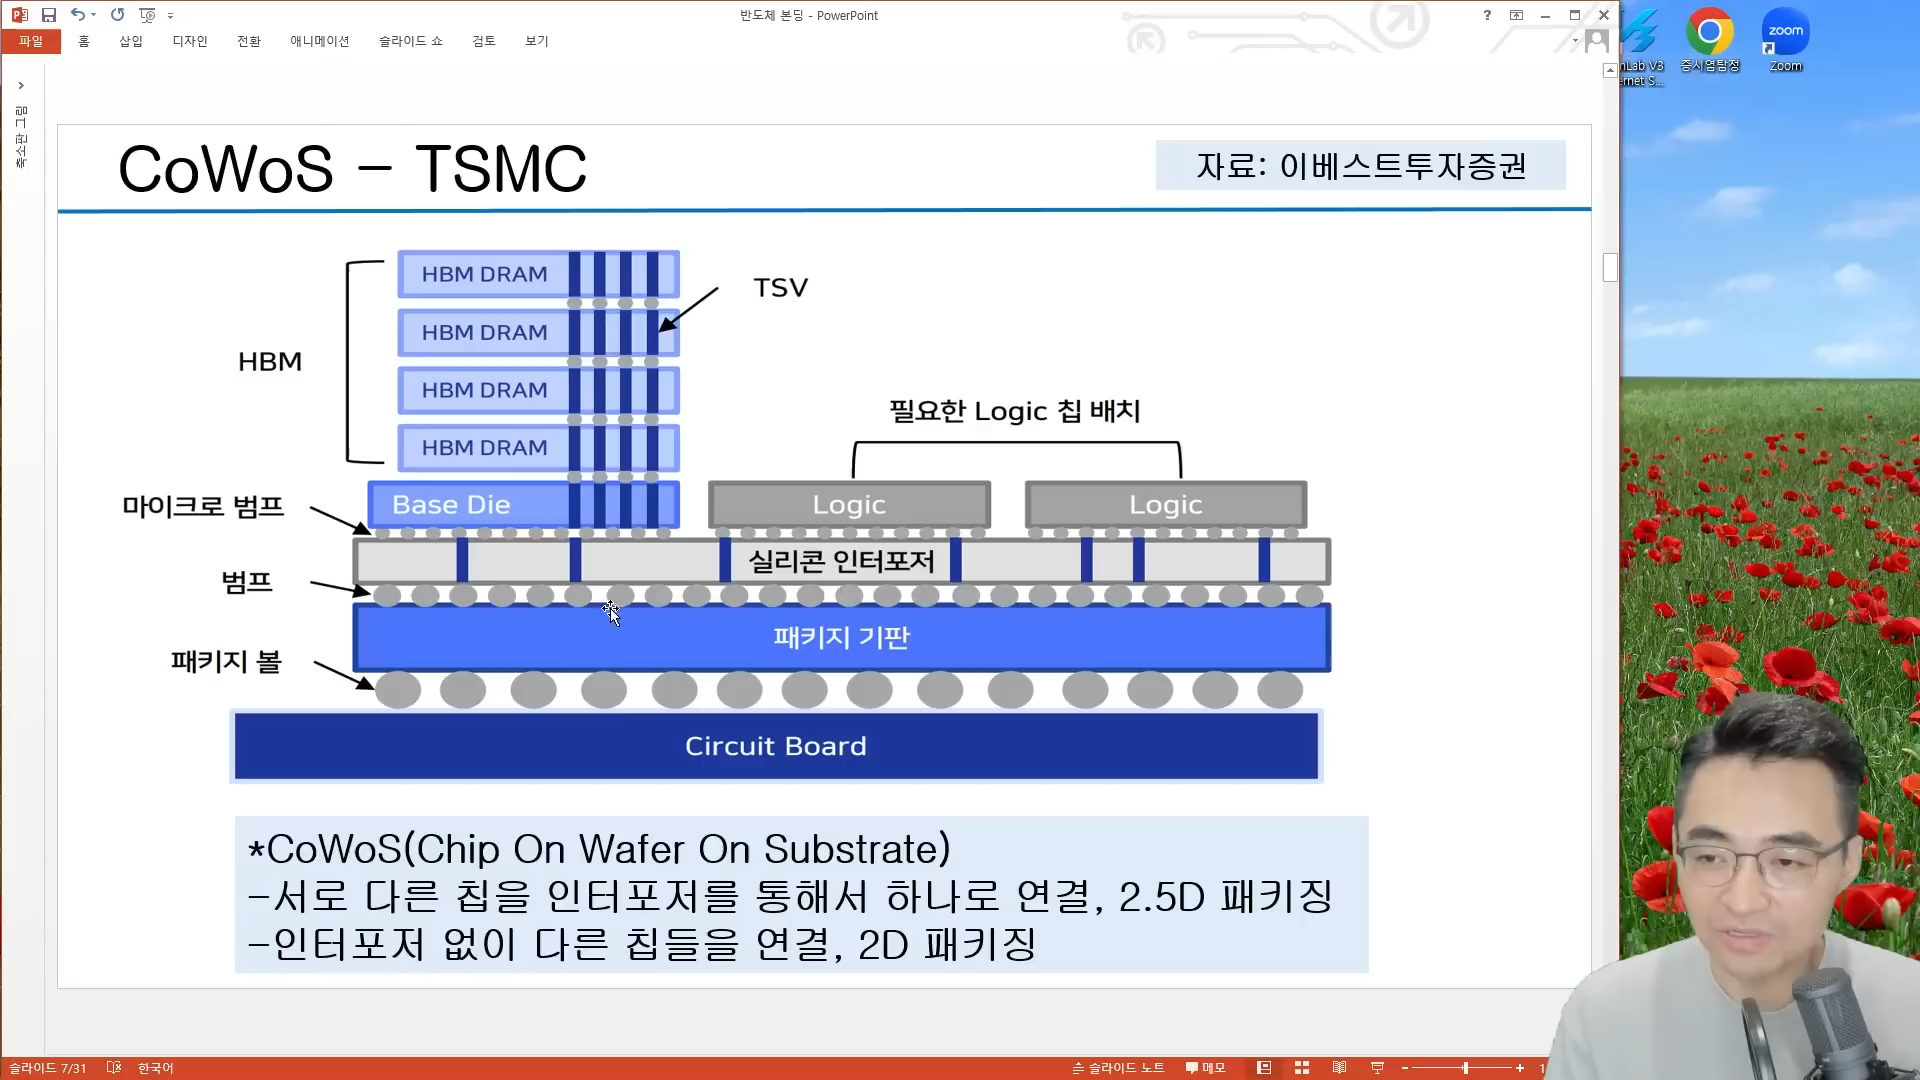 반도체 본딩 - PowerPoint
파일 홈 삽입 디자인 전환 애니메이션 슬라이드 쇼 검토 보기
축소판 그림
CoWoS – TSMC
자료: 이베스트투자증권
HBM DRAM
TSV
HBM DRAM
HBM
HBM DRAM
필요한 Logic 칩 배치
HBM DRAM
마이크로 범프
Base Die
Logic
Logic
실리콘 인터포저
범프
패키지 기판
패키지 볼
Circuit Board
*CoWoS(Chip On Wafer On Substrate)
-서로 다른 칩을 인터포저를 통해서 하나로 연결, 2.5D 패키징
-인터포저 없이 다른 칩들을 연결, 2D 패키징
슬라이드 7/31 한국어 슬라이드 노트 메모
zoom
증시염탐정
Zoom